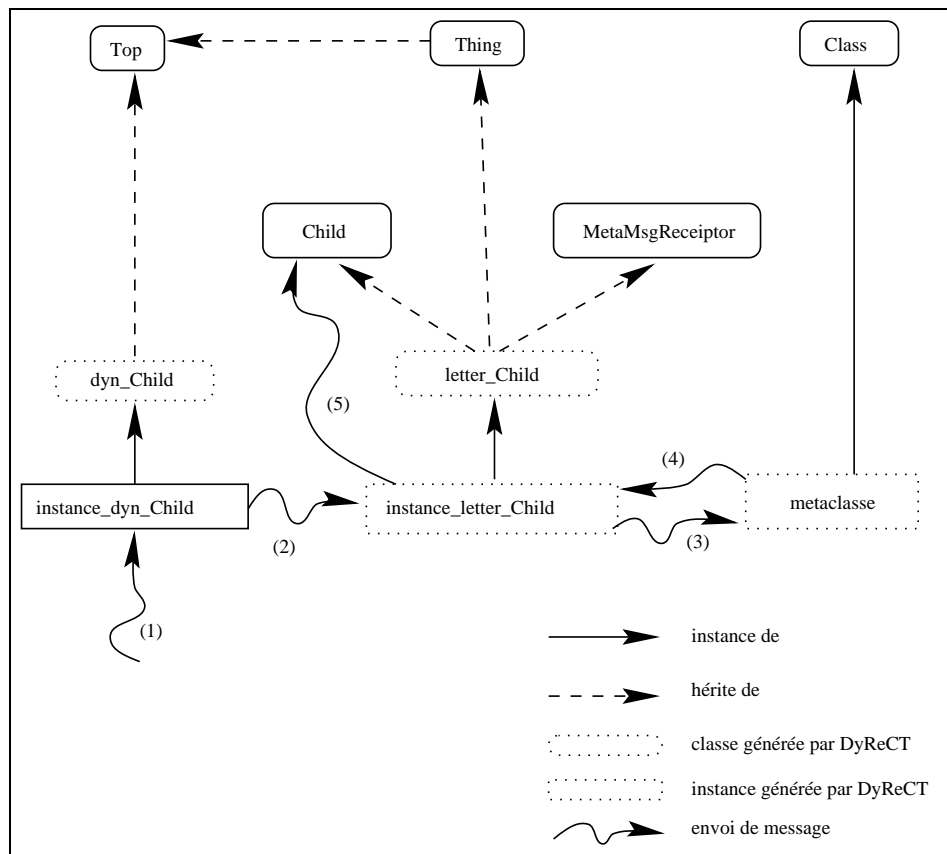 Top
Thing
Class
Child
MetaMsgReceiptor
dyn_Child
letter_Child
(5)
(4)
instance_dyn_Child
instance_letter_Child
metaclasse
(2)
(3)
(1)
instance de
hérite de
classe générée par DyReCT
instance générée par DyReCT
envoi de message